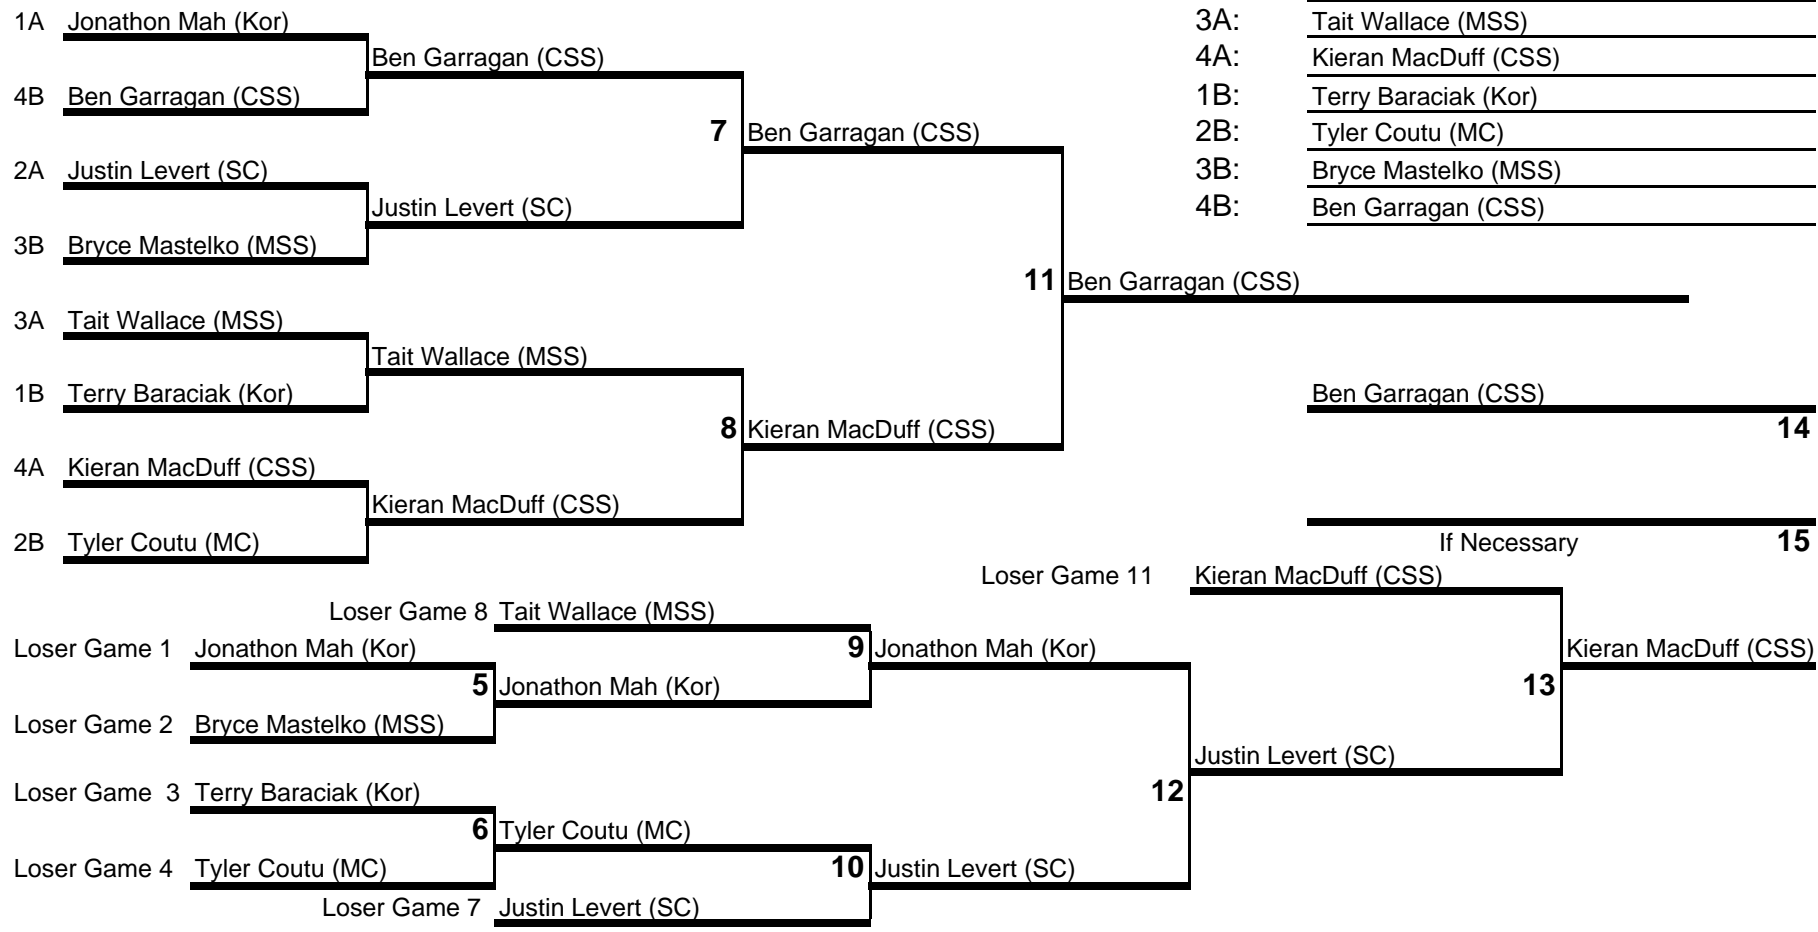 1A Jonathon Mah (Kor) 3A: Tait Wallace (MSS)
Ben Garragan (CSS) 4A: Kieran MacDuff (CSS)
4B Ben Garragan (CSS) 1B: Terry Baraciak (Kor)
7 Ben Garragan (CSS) 2B: Tyler Coutu (MC)
2A Justin Levert (SC) 3B: Bryce Mastelko (MSS)
Justin Levert (SC) 4B: Ben Garragan (CSS)
3B Bryce Mastelko (MSS)
11 Ben Garragan (CSS)
3A Tait Wallace (MSS)
Tait Wallace (MSS)
1B Terry Baraciak (Kor) Ben Garragan (CSS)
8 Kieran MacDuff (CSS) 14
4A Kieran MacDuff (CSS)
Kieran MacDuff (CSS)
2B Tyler Coutu (MC) If Necessary 15
Loser Game 11 Kieran MacDuff (CSS)
Loser Game 8 Tait Wallace (MSS)
Loser Game 1 Jonathon Mah (Kor) 9 Jonathon Mah (Kor) Kieran MacDuff (CSS)
5 Jonathon Mah (Kor) 13
Loser Game 2 Bryce Mastelko (MSS)
Justin Levert (SC)
Loser Game 3 Terry Baraciak (Kor) 12
6 Tyler Coutu (MC)
Loser Game 4 Tyler Coutu (MC) 10 Justin Levert (SC)
Loser Game 7 Justin Levert (SC)